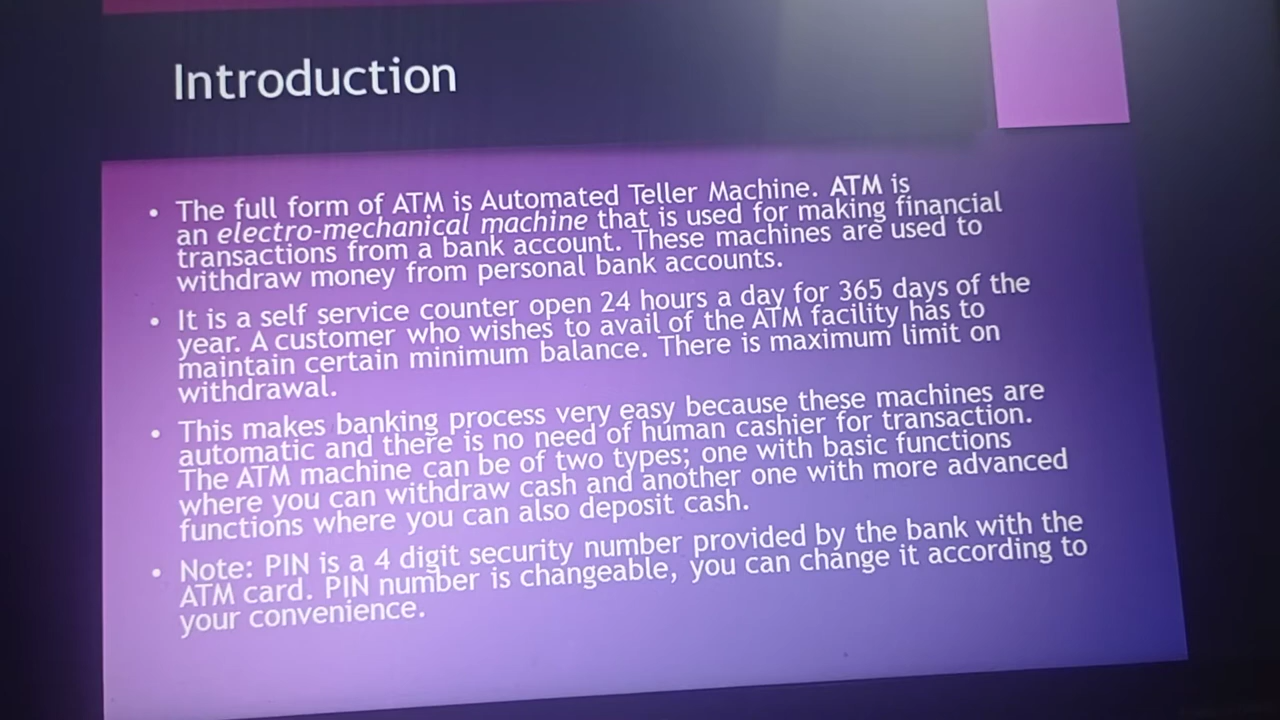 Introduction
• The full form of ATM is Automated Teller Machine. ATM is
an electro-mechanical machine that is used for making financial
transactions from a bank account. These machines are used to
withdraw money from personal bank accounts.
• It is a self service counter open 24 hours a day for 365 days of the
year. A customer who wishes to avail of the ATM facility has to
maintain certain minimum balance. There is maximum limit on
withdrawal.
• This makes banking process very easy because these machines are
automatic and there is no need of human cashier for transaction.
The ATM machine can be of two types; one with basic functions
where you can withdraw cash and another one with more advanced
functions where you can also deposit cash.
• Note: PIN is a 4 digit security number provided by the bank with the
ATM card. PIN number is changeable, you can change it according to
your convenience.